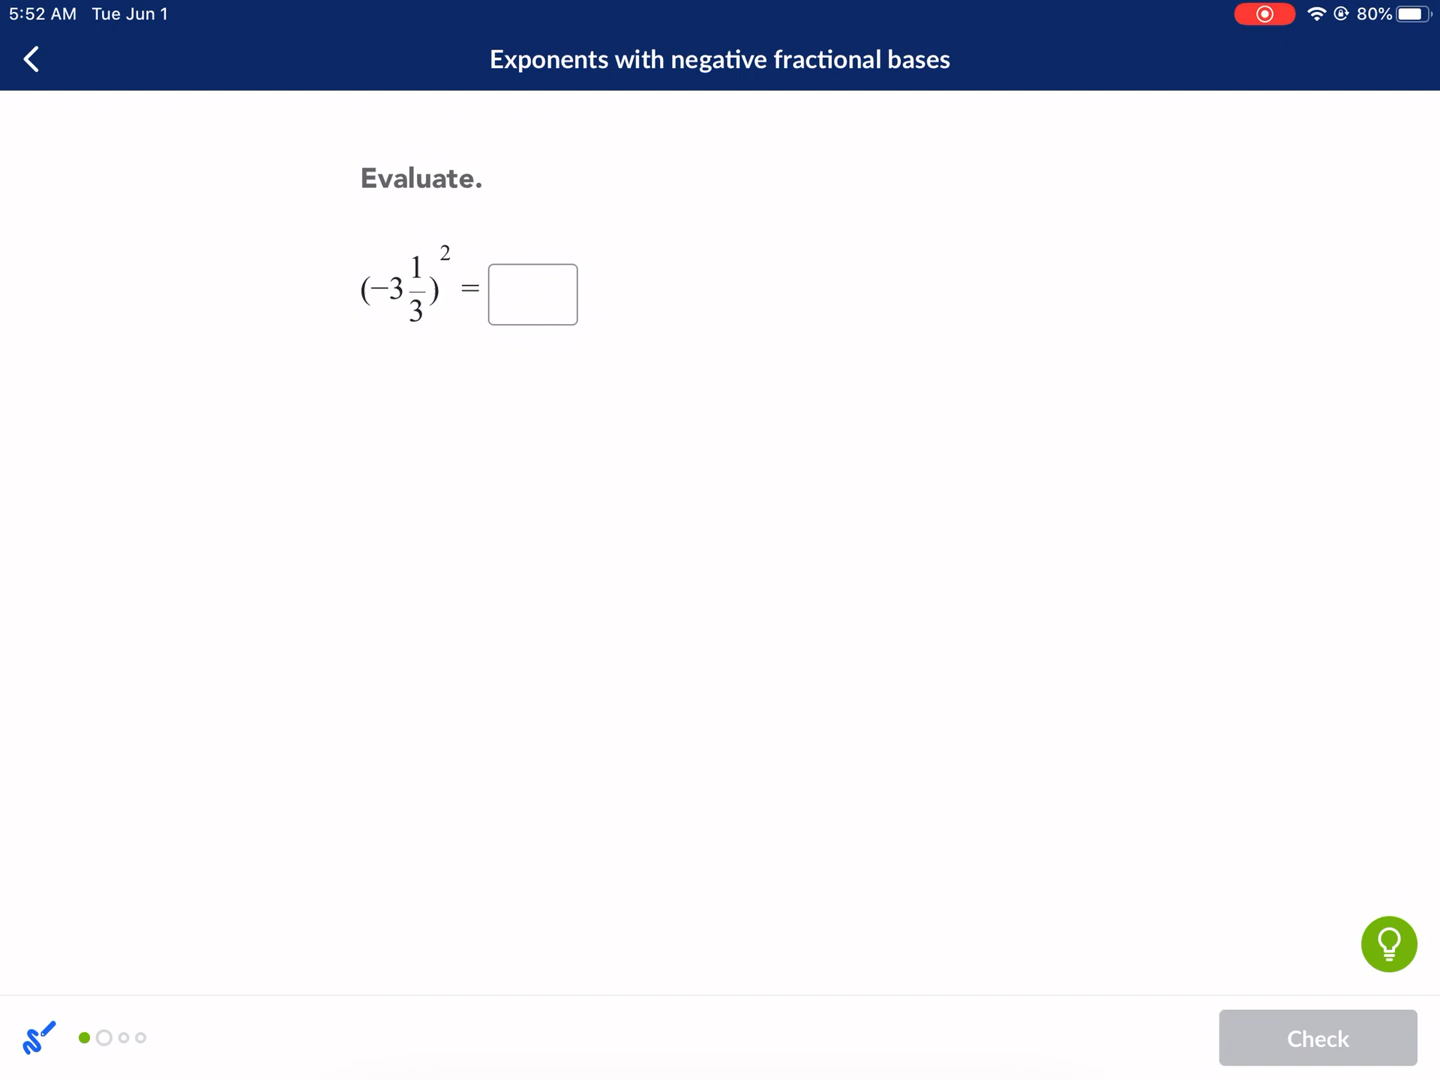 5:52 AM Tue Jun 1 80%
Exponents with negative fractional bases
Evaluate.
(−3 1/3)² =
Check